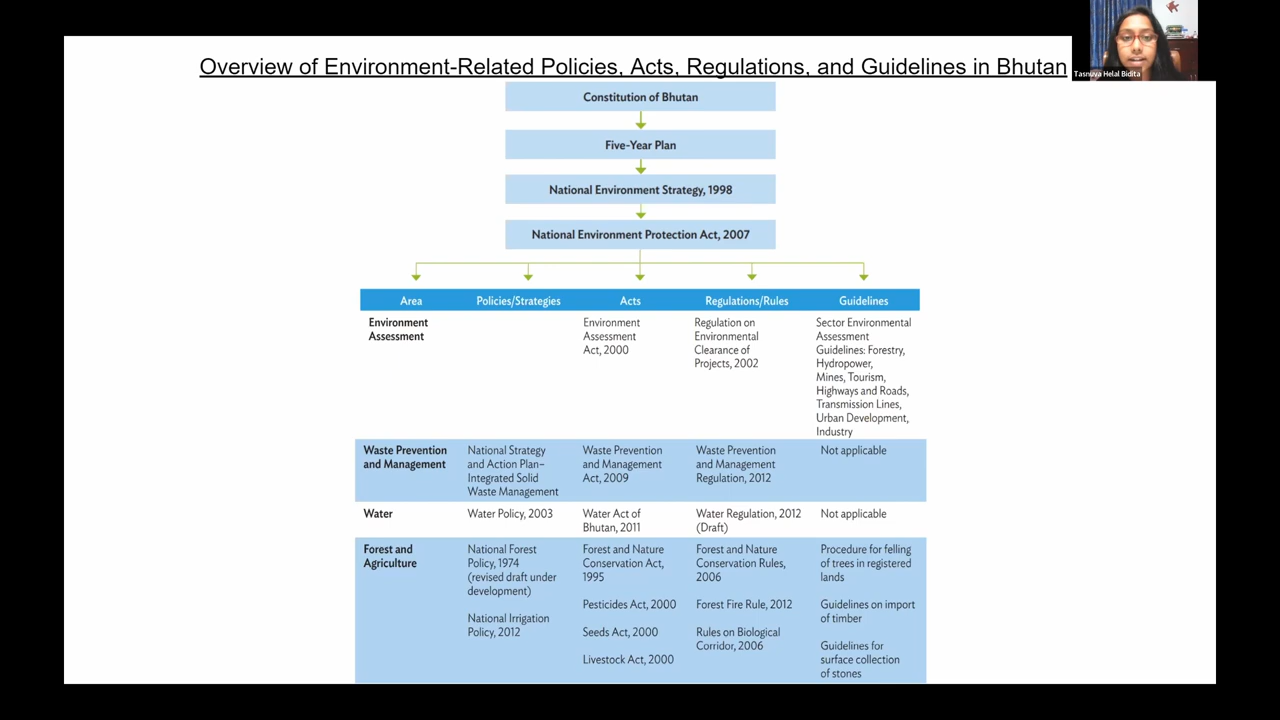 Overview of Environment-Related Policies, Acts, Regulations, and Guidelines in Bhutan
Tasnuva Helal Bidita
Constitution of Bhutan
Five-Year Plan
National Environment Strategy, 1998
National Environment Protection Act, 2007
Area
Policies/Strategies
Acts
Regulations/Rules
Guidelines
Environment
Assessment
Environment
Assessment
Act, 2000
Regulation on
Environmental
Clearance of
Projects, 2002
Sector Environmental
Assessment
Guidelines: Forestry,
Hydropower,
Mines, Tourism,
Highways and Roads,
Transmission Lines,
Urban Development,
Industry
Waste Prevention
and Management
National Strategy
and Action Plan–
Integrated Solid
Waste Management
Waste Prevention
and Management
Act, 2009
Waste Prevention
and Management
Regulation, 2012
Not applicable
Water
Water Policy, 2003
Water Act of
Bhutan, 2011
Water Regulation, 2012
(Draft)
Not applicable
Forest and
Agriculture
National Forest
Policy, 1974
(revised draft under
development)
National Irrigation
Policy, 2012
Forest and Nature
Conservation Act,
1995
Pesticides Act, 2000
Seeds Act, 2000
Livestock Act, 2000
Forest and Nature
Conservation Rules,
2006
Forest Fire Rule, 2012
Rules on Biological
Corridor, 2006
Procedure for felling
of trees in registered
lands
Guidelines on import
of timber
Guidelines for
surface collection
of stones